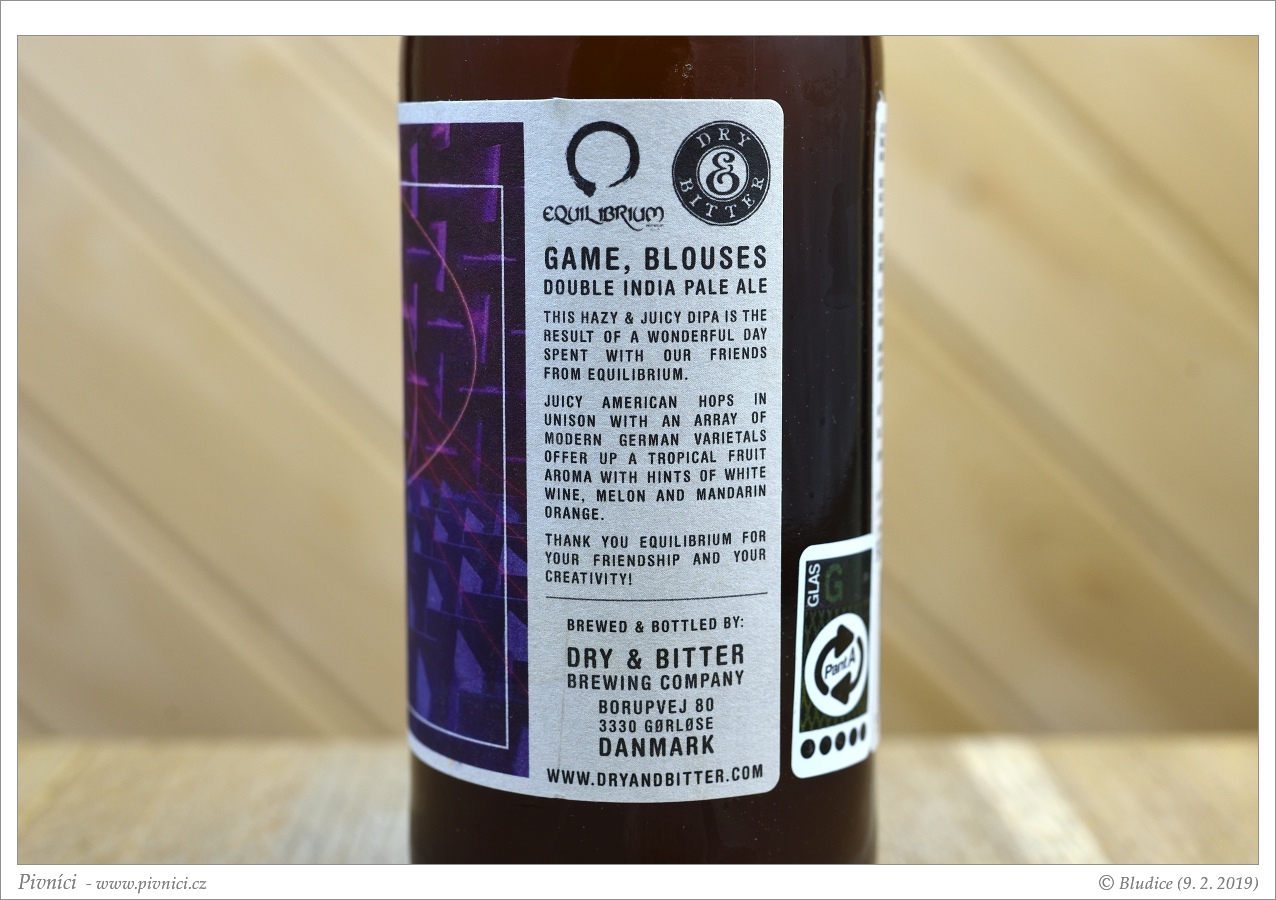 EQUILIBRIUM
DRY
&
BITTER
GAME, BLOUSES
DOUBLE INDIA PALE ALE
THIS HAZY & JUICY DIPA IS THE
RESULT OF A WONDERFUL DAY
SPENT WITH OUR FRIENDS
FROM EQUILIBRIUM.
JUICY AMERICAN HOPS IN
UNISON WITH AN ARRAY OF
MODERN GERMAN VARIETALS
OFFER UP A TROPICAL FRUIT
AROMA WITH HINTS OF WHITE
WINE, MELON AND MANDARIN
ORANGE.
THANK YOU EQUILIBRIUM FOR
YOUR FRIENDSHIP AND YOUR
CREATIVITY!
BREWED & BOTTLED BY:
DRY & BITTER
BREWING COMPANY
BORUPVEJ 80
3330 GØRLØSE
DANMARK
WWW.DRYANDBITTER.COM
GLAS
Pant A
Pivníci - www.pivnici.cz
© Bludice (9. 2. 2019)